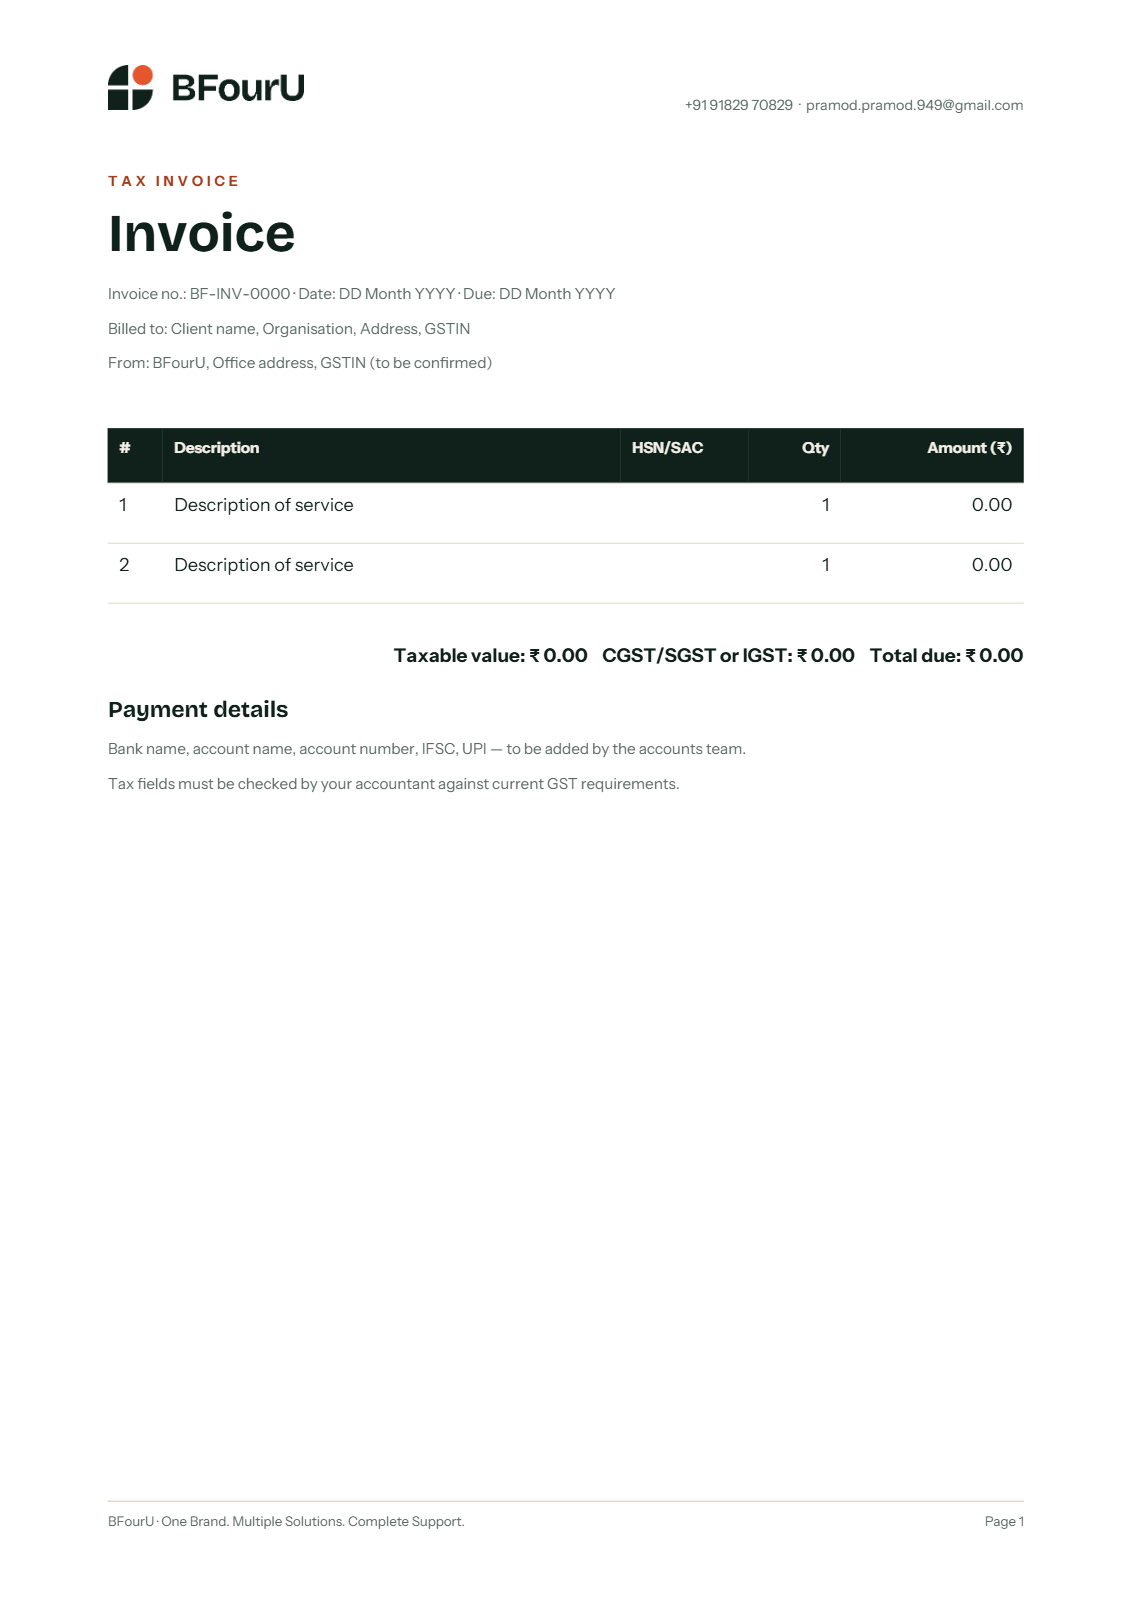 BFourU
+91 91829 70829 · pramod.pramod.949@gmail.com
TAX INVOICE
Invoice
Invoice no.: BF-INV-0000 · Date: DD Month YYYY · Due: DD Month YYYY
Billed to: Client name, Organisation, Address, GSTIN
From: BFourU, Office address, GSTIN (to be confirmed)
# Description HSN/SAC Qty Amount (₹)
1 Description of service 1 0.00
2 Description of service 1 0.00
Taxable value: ₹ 0.00 CGST/SGST or IGST: ₹ 0.00 Total due: ₹ 0.00
Payment details
Bank name, account name, account number, IFSC, UPI — to be added by the accounts team.
Tax fields must be checked by your accountant against current GST requirements.
BFourU · One Brand. Multiple Solutions. Complete Support. Page 1